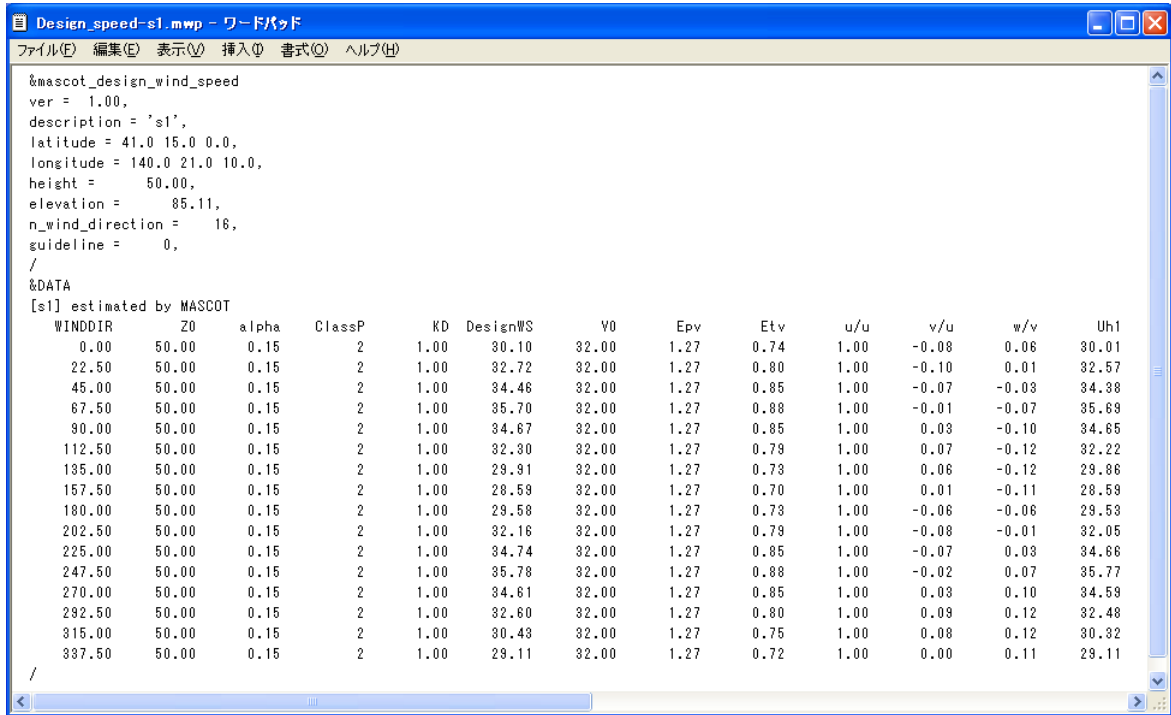 Design_speed-s1.mwp - ワードパッド
ファイル(F) 編集(E) 表示(V) 挿入(I) 書式(O) ヘルプ(H)
&mascot_design_wind_speed
ver = 1.00,
description = 's1',
latitude = 41.0 15.0 0.0,
longitude = 140.0 21.0 10.0,
height = 50.00,
elevation = 85.11,
n_wind_direction = 16,
guideline = 0,
/
&DATA
[s1] estimated by MASCOT
WINDDIR Z0 alpha ClassP KD DesignWS V0 Epv Etv u/u v/u w/v Uh1
0.00 50.00 0.15 2 1.00 30.10 32.00 1.27 0.74 1.00 -0.08 0.06 30.01
22.50 50.00 0.15 2 1.00 32.72 32.00 1.27 0.80 1.00 -0.10 0.01 32.57
45.00 50.00 0.15 2 1.00 34.46 32.00 1.27 0.85 1.00 -0.07 -0.03 34.38
67.50 50.00 0.15 2 1.00 35.70 32.00 1.27 0.88 1.00 -0.01 -0.07 35.69
90.00 50.00 0.15 2 1.00 34.67 32.00 1.27 0.85 1.00 0.03 -0.10 34.65
112.50 50.00 0.15 2 1.00 32.30 32.00 1.27 0.79 1.00 0.07 -0.12 32.22
135.00 50.00 0.15 2 1.00 29.91 32.00 1.27 0.73 1.00 0.06 -0.12 29.86
157.50 50.00 0.15 2 1.00 28.59 32.00 1.27 0.70 1.00 0.01 -0.11 28.59
180.00 50.00 0.15 2 1.00 29.58 32.00 1.27 0.73 1.00 -0.06 -0.06 29.53
202.50 50.00 0.15 2 1.00 32.16 32.00 1.27 0.79 1.00 -0.08 -0.01 32.05
225.00 50.00 0.15 2 1.00 34.74 32.00 1.27 0.85 1.00 -0.07 0.03 34.66
247.50 50.00 0.15 2 1.00 35.78 32.00 1.27 0.88 1.00 -0.02 0.07 35.77
270.00 50.00 0.15 2 1.00 34.61 32.00 1.27 0.85 1.00 0.03 0.10 34.59
292.50 50.00 0.15 2 1.00 32.60 32.00 1.27 0.80 1.00 0.09 0.12 32.48
315.00 50.00 0.15 2 1.00 30.43 32.00 1.27 0.75 1.00 0.08 0.12 30.32
337.50 50.00 0.15 2 1.00 29.11 32.00 1.27 0.72 1.00 0.00 0.11 29.11
/